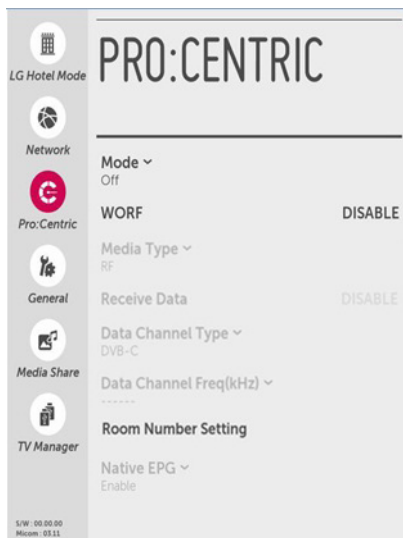 LG Hotel Mode
Network
Pro:Centric
General
Media Share
TV Manager
S/W : 00.00.00
Micom : 03.11
PRO:CENTRIC
Mode
Off
WORF DISABLE
Media Type
RF
Receive Data DISABLE
Data Channel Type
DVB-C
Data Channel Freq(kHz)
------
Room Number Setting
Native EPG
Enable